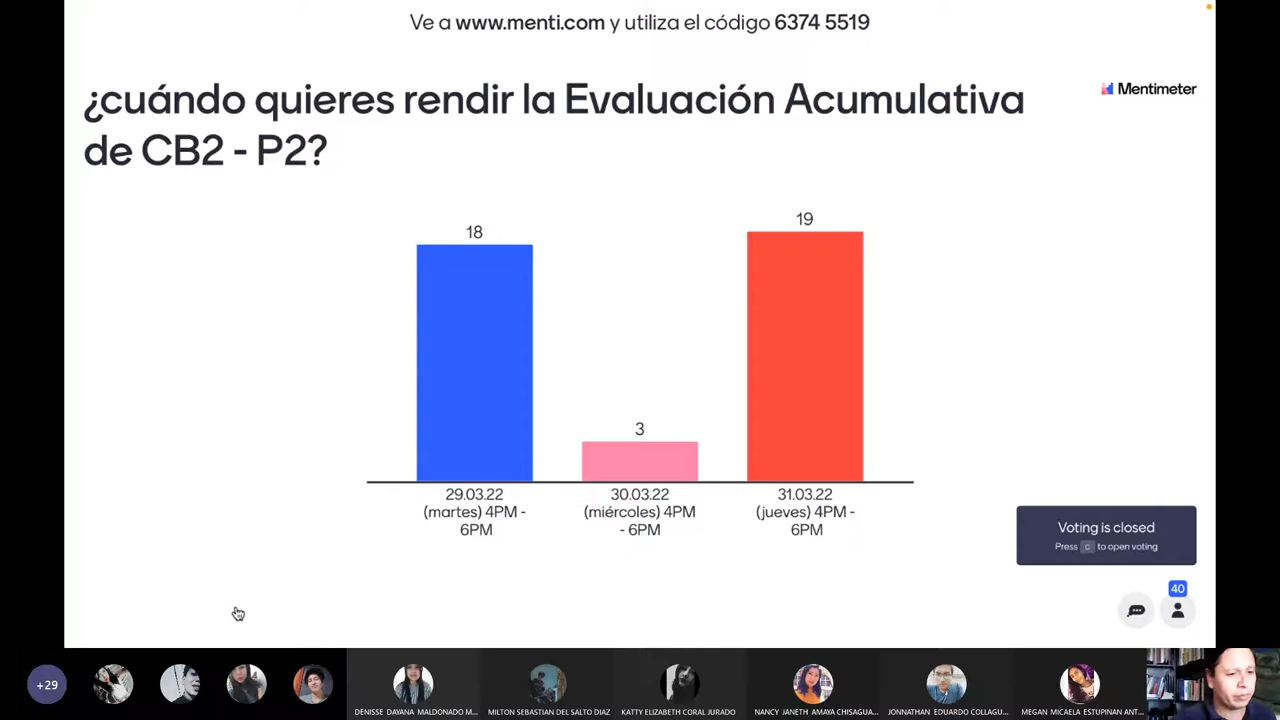 Ve a www.menti.com y utiliza el código 6374 5519
¿cuándo quieres rendir la Evaluación Acumulativa
de CB2 - P2?
Mentimeter
18
3
19
29.03.22
(martes) 4PM -
6PM
30.03.22
(miércoles) 4PM
- 6PM
31.03.22
(jueves) 4PM -
6PM
Voting is closed
Press C to open voting
40
+29
DENISSE DAYANA MALDONADO M...
MILTON SEBASTIAN DEL SALTO DIAZ
KATTY ELIZABETH CORAL JURADO
NANCY JANETH AMAYA CHISAGUA...
JONNATHAN EDUARDO COLLAGU...
MEGAN MICAELA ESTUPINAN ANT...